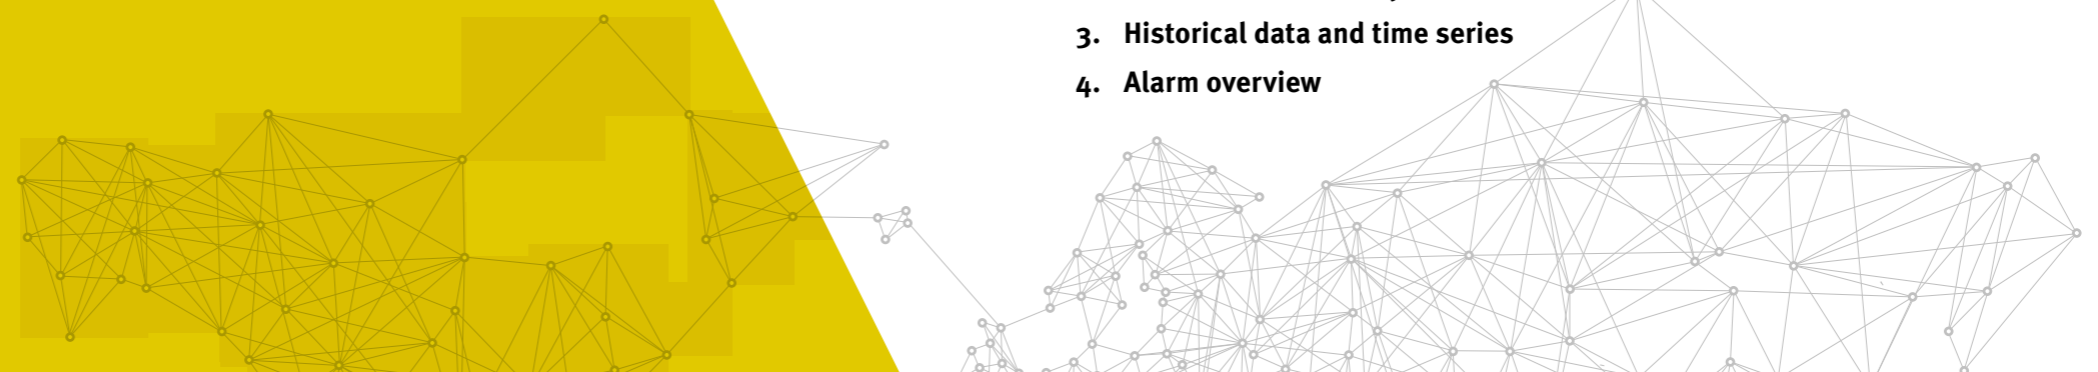 3. Historical data and time series
4. Alarm overview